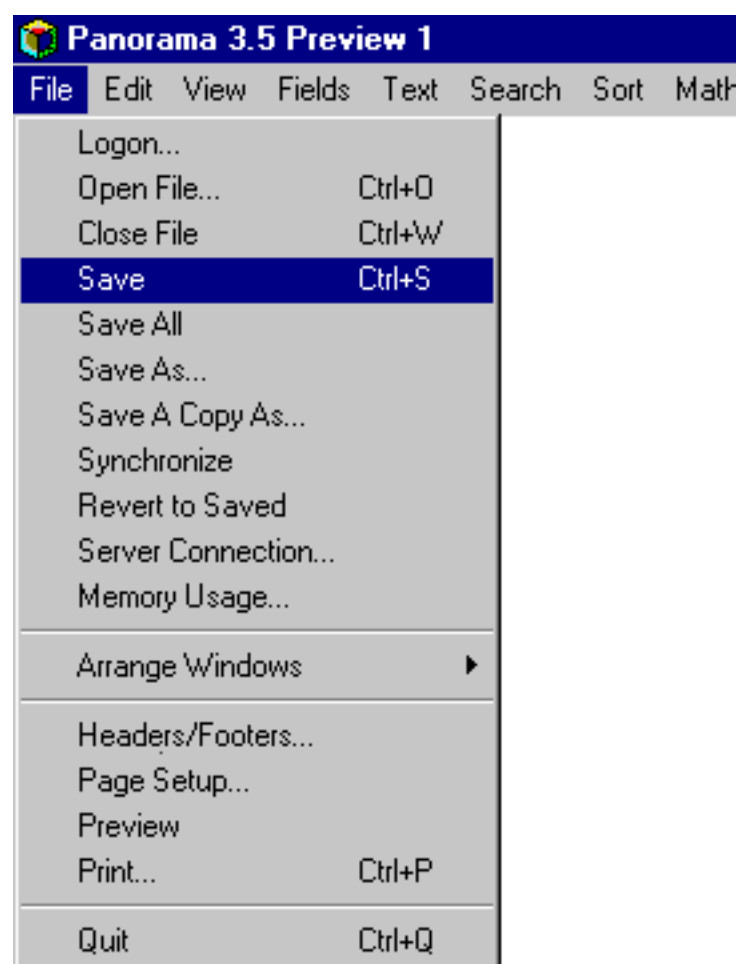 Panorama 3.5 Preview 1
File Edit View Fields Text Search Sort Math
Logon...
Open File... Ctrl+O
Close File Ctrl+W
Save Ctrl+S
Save All
Save As...
Save A Copy As...
Synchronize
Revert to Saved
Server Connection...
Memory Usage...
Arrange Windows
Headers/Footers...
Page Setup...
Preview
Print... Ctrl+P
Quit Ctrl+Q